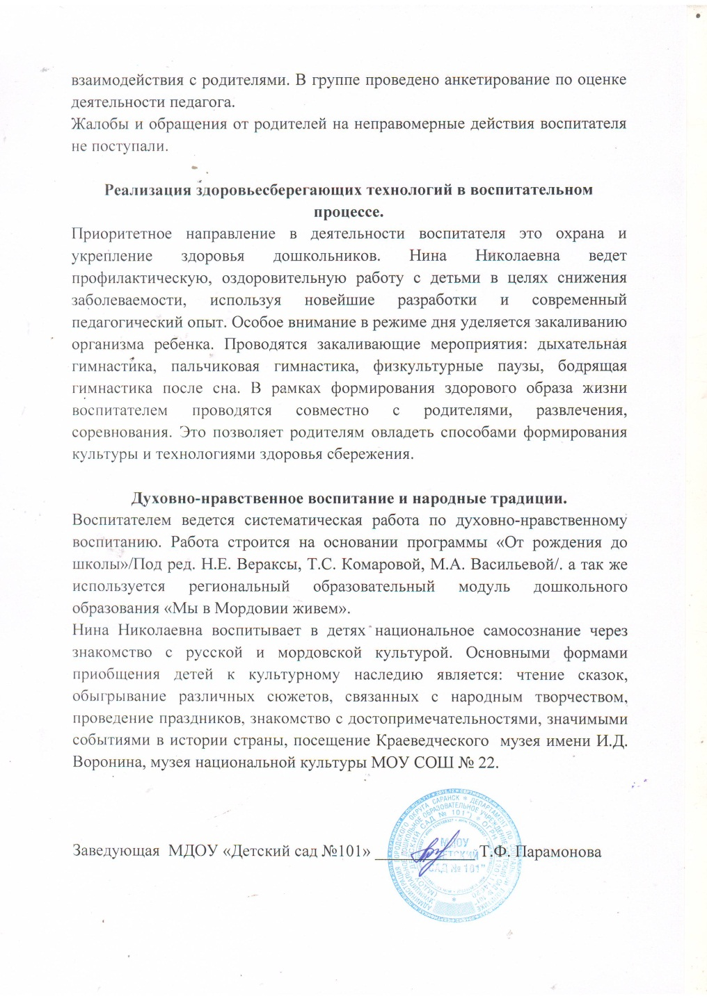 взаимодействия с родителями. В группе проведено анкетирование по оценке
деятельности педагога.
Жалобы и обращения от родителей на неправомерные действия воспитателя
не поступали.
Реализация здоровьесберегающих технологий в воспитательном
процессе.
Приоритетное направление в деятельности воспитателя это охрана и
укрепление здоровья дошкольников. Нина Николаевна ведет
профилактическую, оздоровительную работу с детьми в целях снижения
заболеваемости, используя новейшие разработки и современный
педагогический опыт. Особое внимание в режиме дня уделяется закаливанию
организма ребенка. Проводятся закаливающие мероприятия: дыхательная
гимнастика, пальчиковая гимнастика, физкультурные паузы, бодрящая
гимнастика после сна. В рамках формирования здорового образа жизни
воспитателем проводятся совместно с родителями, развлечения,
соревнования. Это позволяет родителям овладеть способами формирования
культуры и технологиями здоровья сбережения.
Духовно-нравственное воспитание и народные традиции.
Воспитателем ведется систематическая работа по духовно-нравственному
воспитанию. Работа строится на основании программы «От рождения до
школы»/Под ред. Н.Е. Вераксы, Т.С. Комаровой, М.А. Васильевой/. а так же
используется региональный образовательный модуль дошкольного
образования «Мы в Мордовии живем».
Нина Николаевна воспитывает в детях национальное самосознание через
знакомство с русской и мордовской культурой. Основными формами
приобщения детей к культурному наследию является: чтение сказок,
обыгрывание различных сюжетов, связанных с народным творчеством,
проведение праздников, знакомство с достопримечательностями, значимыми
событиями в истории страны, посещение Краеведческого музея имени И.Д.
Воронина, музея национальной культуры МОУ СОШ № 22.
Заведующая МДОУ «Детский сад №101» ____________ Т.Ф. Парамонова
МДОУ
ДЕТСКИЙ
САД № 101"